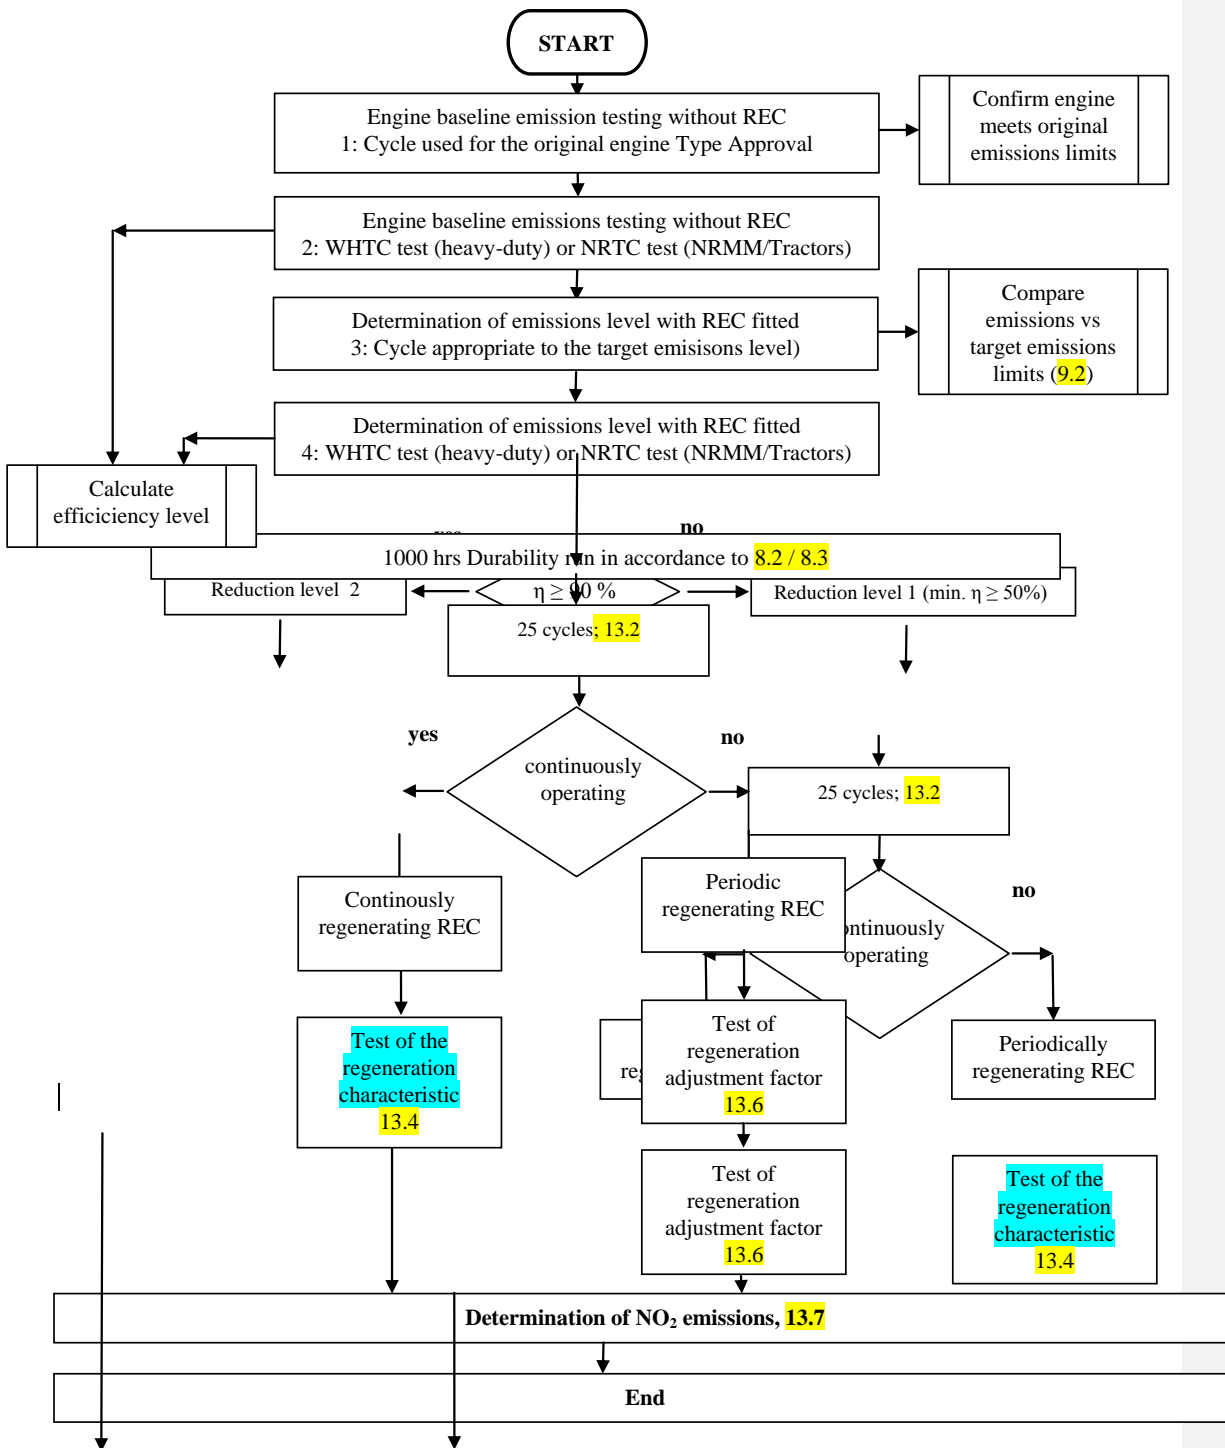 START
Engine baseline emission testing without REC
1: Cycle used for the original engine Type Approval
Confirm engine
meets original
emissions limits
Engine baseline emissions testing without REC
2: WHTC test (heavy-duty) or NRTC test (NRMM/Tractors)
Determination of emissions level with REC fitted
3: Cycle appropriate to the target emisisons level)
Compare
emissions vs
target emissions
limits (9.2)
Determination of emissions level with REC fitted
4: WHTC test (heavy-duty) or NRTC test (NRMM/Tractors)
Calculate
efficiciency level
no
1000 hrs Durability run in accordance to 8.2 / 8.3
Reduction level 2
η ≥ 90 %
Reduction level 1 (min. η ≥ 50%)
25 cycles; 13.2
yes
no
continuously
operating
25 cycles; 13.2
Continously
regenerating REC
Periodic
regenerating REC
no
operating
Test of the
regeneration
characteristic
13.4
Test of
regeneration
adjustment factor
13.6
Periodically
regenerating REC
Test of
regeneration
adjustment factor
13.6
Test of the
regeneration
characteristic
13.4
Determination of NO₂ emissions, 13.7
End